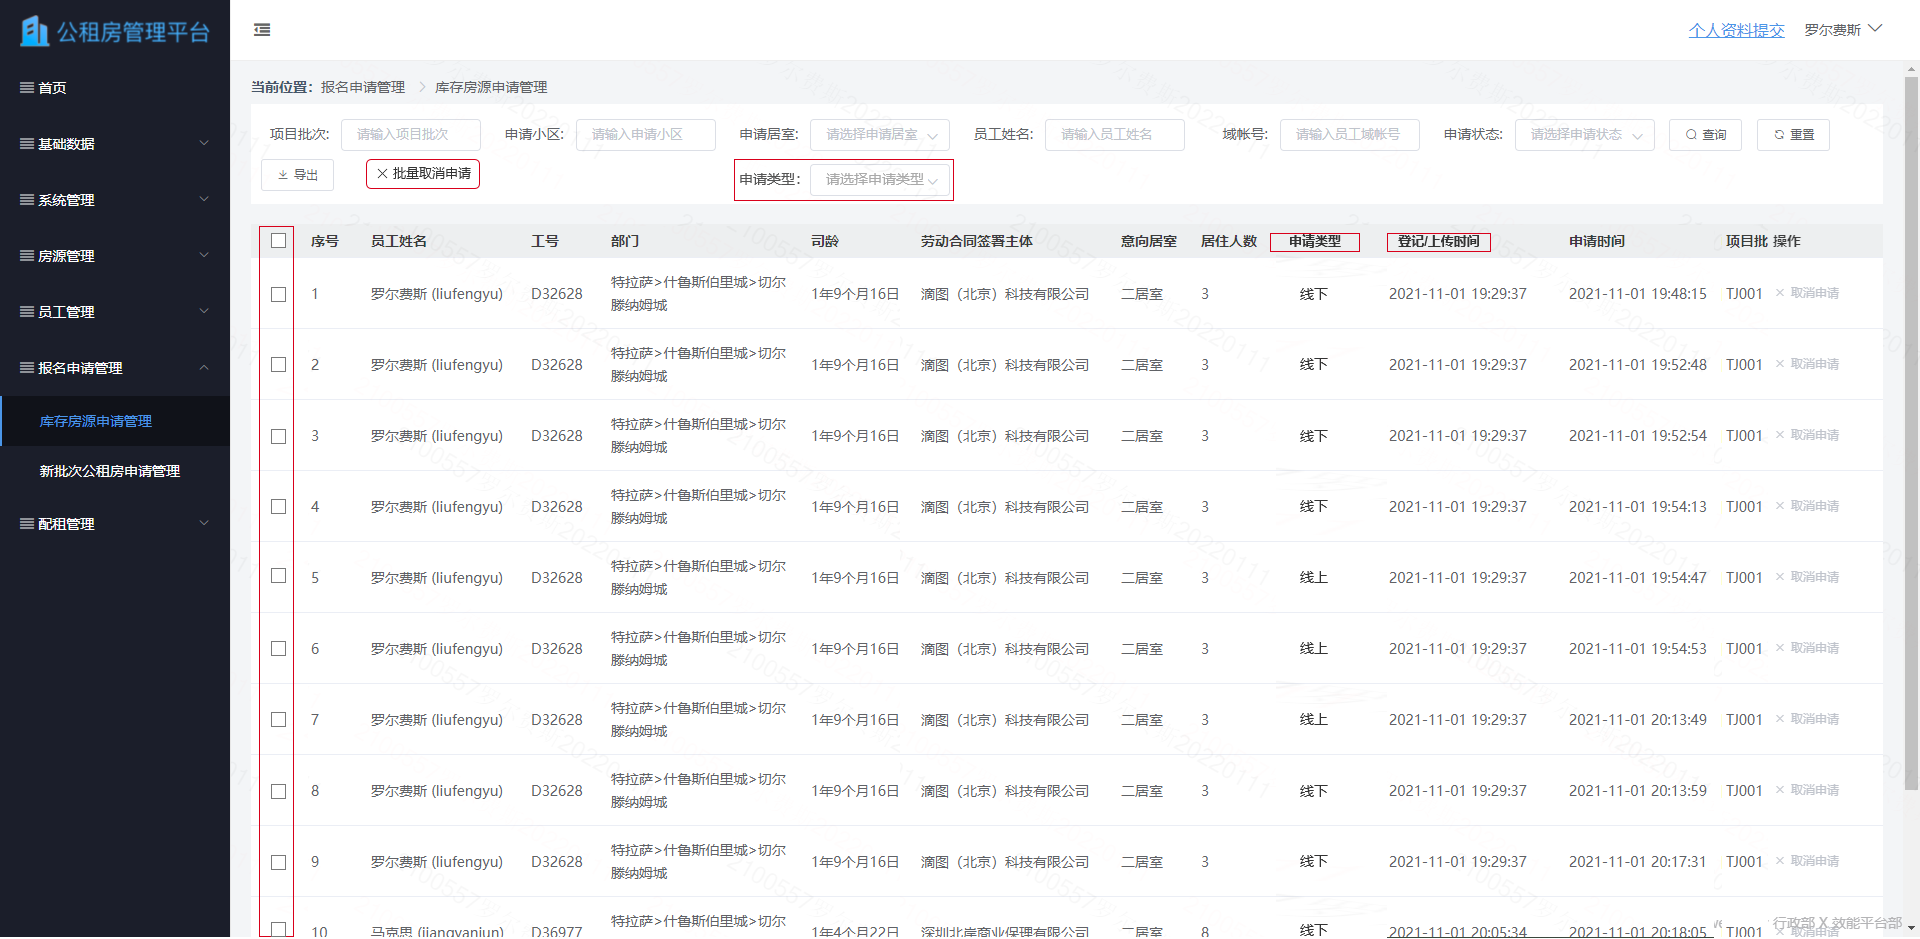 公租房管理平台
个人资料提交 罗尔费斯
首页
基础数据
系统管理
房源管理
员工管理
报名申请管理
库存房源申请管理
新批次公租房申请管理
配租管理
当前位置: 报名申请管理 > 库存房源申请管理
项目批次: 请输入项目批次 申请小区: 请输入申请小区 申请居室: 请选择申请居室 员工姓名: 请输入员工姓名 域帐号: 请输入员工域帐号 申请状态: 请选择申请状态 查询 重置
导出 批量取消申请 申请类型: 请选择申请类型
序号 员工姓名 工号 部门 司龄 劳动合同签署主体 意向居室 居住人数 申请类型 登记/上传时间 申请时间 项目批 操作
1 罗尔费斯 (liufengyu) D32628 特拉萨>什鲁斯伯里城>切尔 1年9个月16日 滴图（北京）科技有限公司 二居室 3 线下 2021-11-01 19:29:37 2021-11-01 19:48:15 TJ001 × 取消申请
滕纳姆城
2 罗尔费斯 (liufengyu) D32628 特拉萨>什鲁斯伯里城>切尔 1年9个月16日 滴图（北京）科技有限公司 二居室 3 线下 2021-11-01 19:29:37 2021-11-01 19:52:48 TJ001 × 取消申请
滕纳姆城
3 罗尔费斯 (liufengyu) D32628 特拉萨>什鲁斯伯里城>切尔 1年9个月16日 滴图（北京）科技有限公司 二居室 3 线下 2021-11-01 19:29:37 2021-11-01 19:52:54 TJ001 × 取消申请
滕纳姆城
4 罗尔费斯 (liufengyu) D32628 特拉萨>什鲁斯伯里城>切尔 1年9个月16日 滴图（北京）科技有限公司 二居室 3 线下 2021-11-01 19:29:37 2021-11-01 19:54:13 TJ001 × 取消申请
滕纳姆城
5 罗尔费斯 (liufengyu) D32628 特拉萨>什鲁斯伯里城>切尔 1年9个月16日 滴图（北京）科技有限公司 二居室 3 线上 2021-11-01 19:29:37 2021-11-01 19:54:47 TJ001 × 取消申请
滕纳姆城
6 罗尔费斯 (liufengyu) D32628 特拉萨>什鲁斯伯里城>切尔 1年9个月16日 滴图（北京）科技有限公司 二居室 3 线上 2021-11-01 19:29:37 2021-11-01 19:54:53 TJ001 × 取消申请
滕纳姆城
7 罗尔费斯 (liufengyu) D32628 特拉萨>什鲁斯伯里城>切尔 1年9个月16日 滴图（北京）科技有限公司 二居室 3 线上 2021-11-01 19:29:37 2021-11-01 20:13:49 TJ001 × 取消申请
滕纳姆城
8 罗尔费斯 (liufengyu) D32628 特拉萨>什鲁斯伯里城>切尔 1年9个月16日 滴图（北京）科技有限公司 二居室 3 线下 2021-11-01 19:29:37 2021-11-01 20:13:59 TJ001 × 取消申请
滕纳姆城
9 罗尔费斯 (liufengyu) D32628 特拉萨>什鲁斯伯里城>切尔 1年9个月16日 滴图（北京）科技有限公司 二居室 3 线下 2021-11-01 19:29:37 2021-11-01 20:17:31 TJ001 × 取消申请
滕纳姆城
10 马克思 (jiangyanjun) D36977 特拉萨>什鲁斯伯里城>切尔 1年4个月22日 深圳北岸商业保理有限公司 二居室 8 线下 2021-11-01 20:05:34 2021-11-01 20:18:05 TJ001 × 取消申请
行政部 X 效能平台部